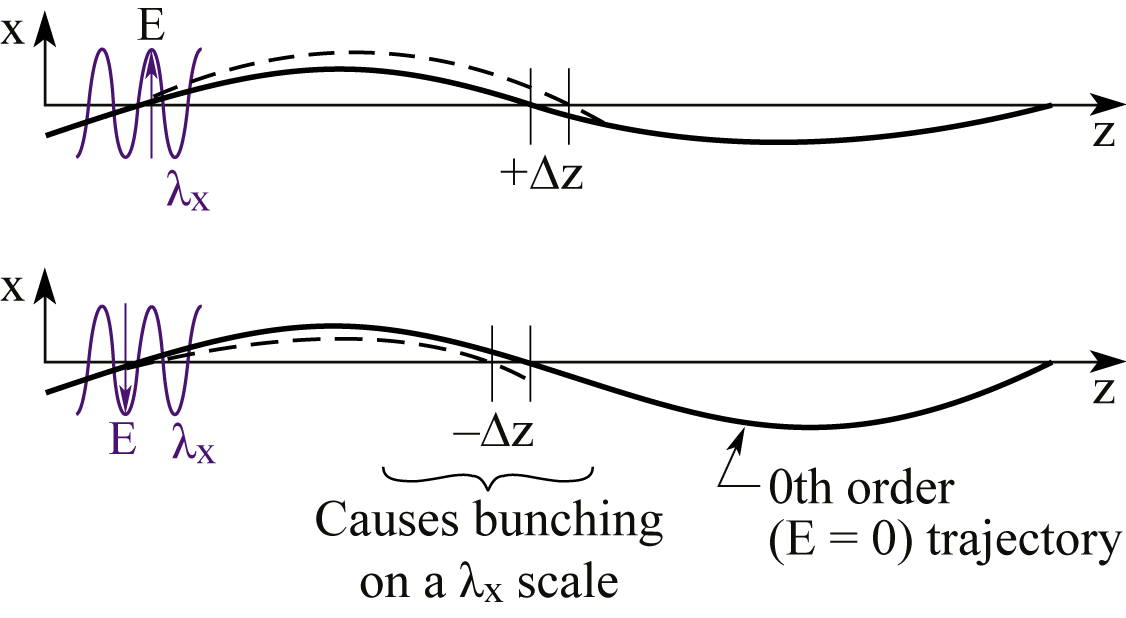 x
E
z
λx
+Δz
x
z
E
λx
−Δz
0th order
(E = 0) trajectory
Causes bunching
on a λx scale